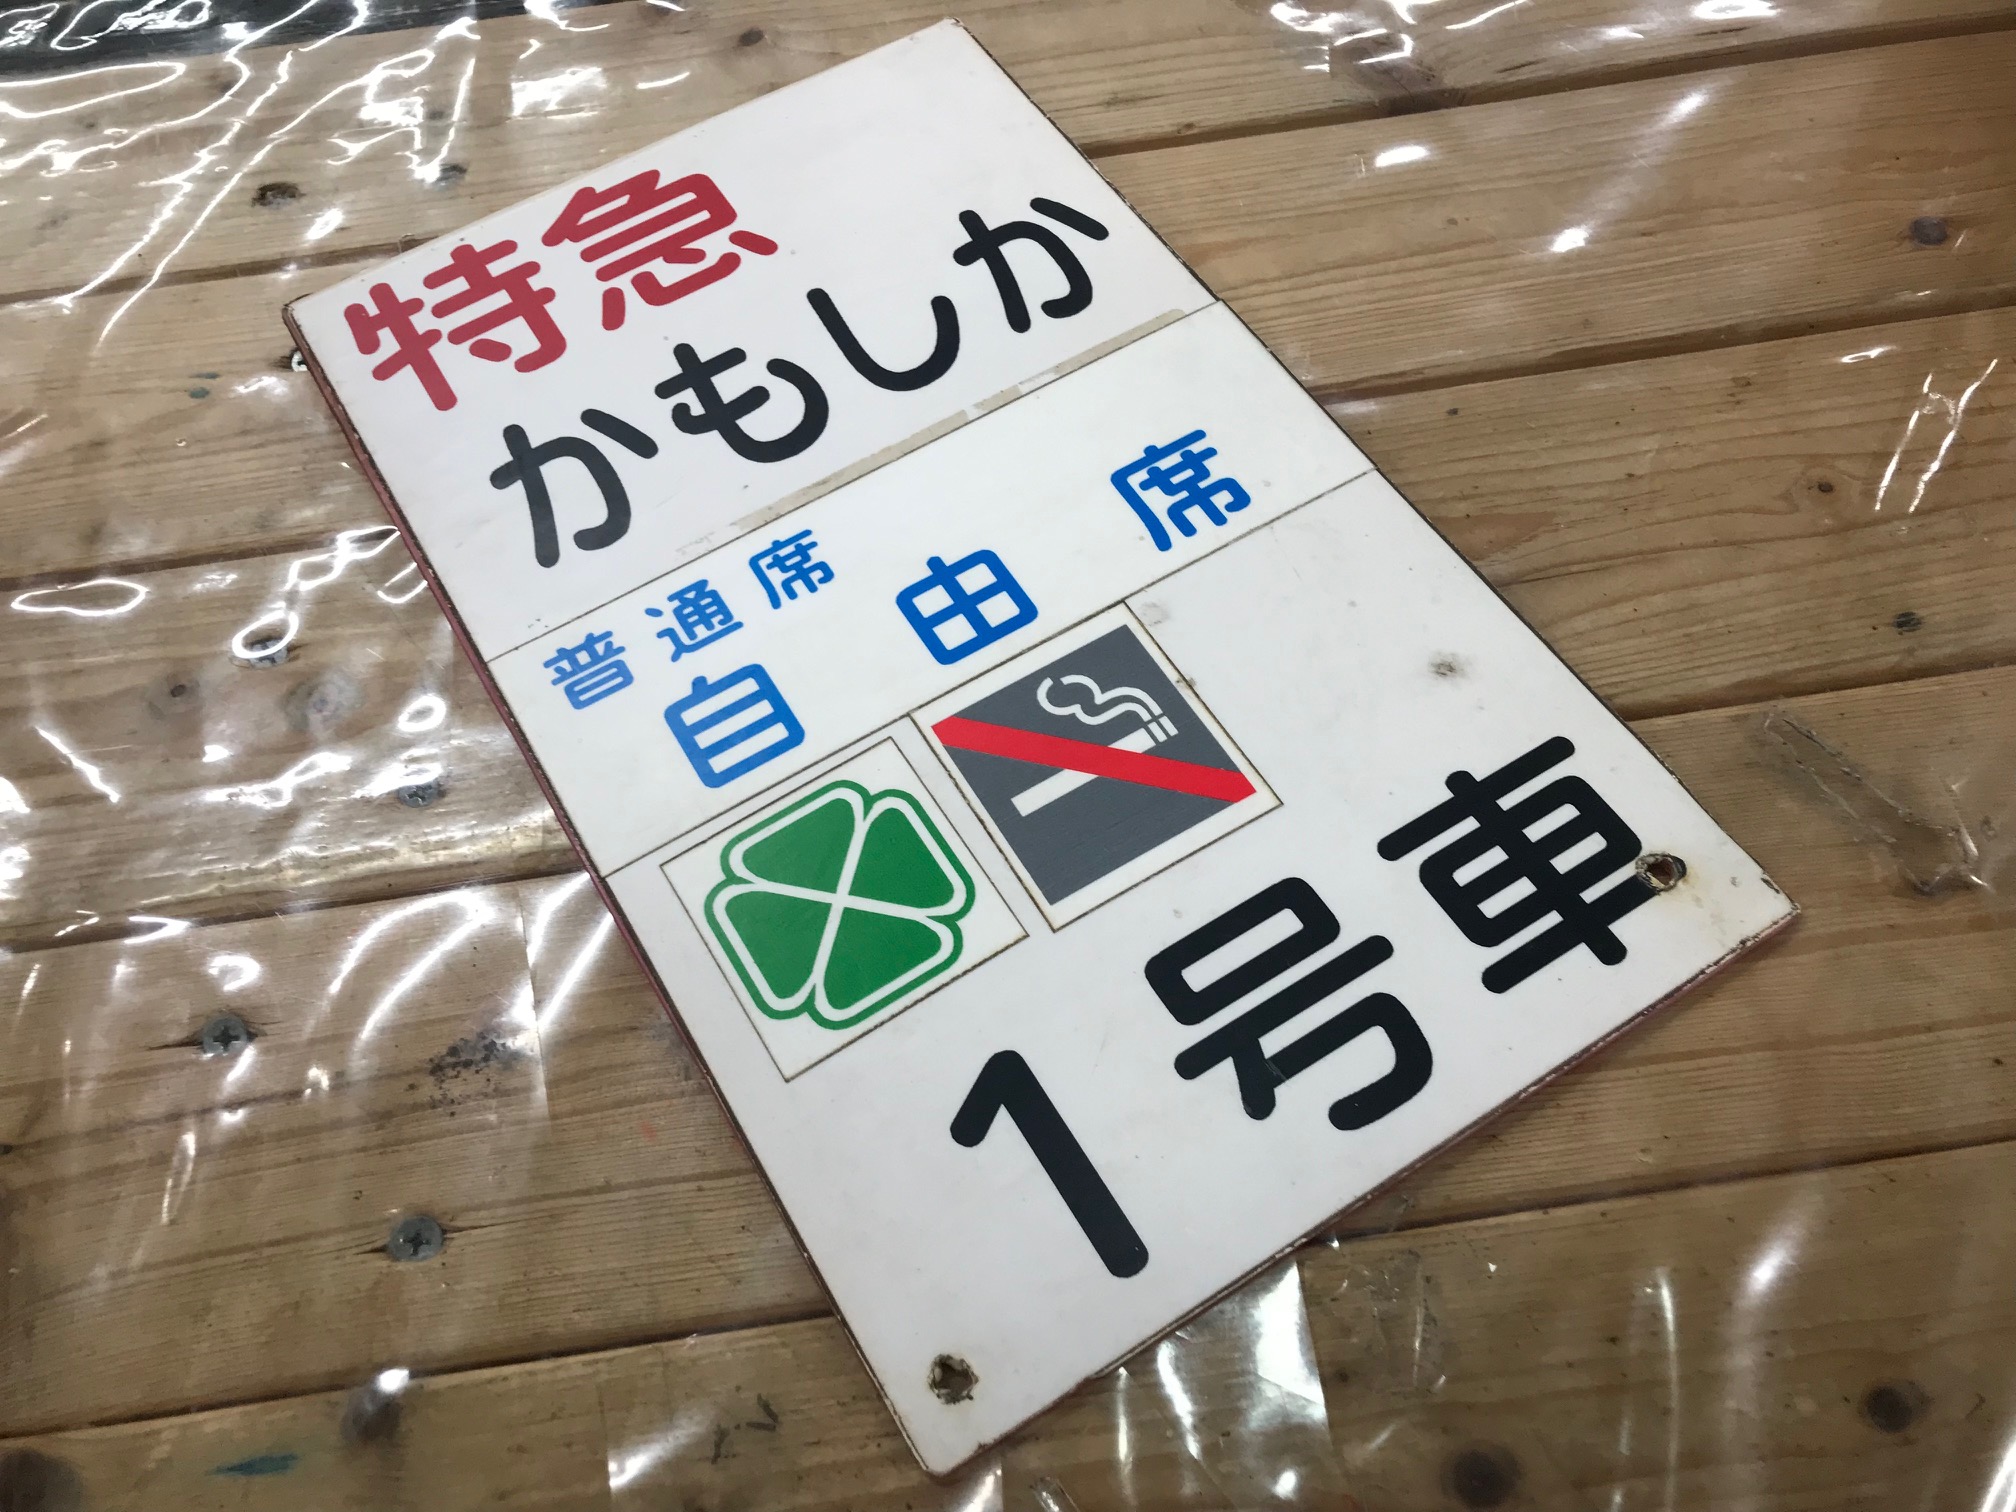 特急
かもしか
普通席
自由席
1号車